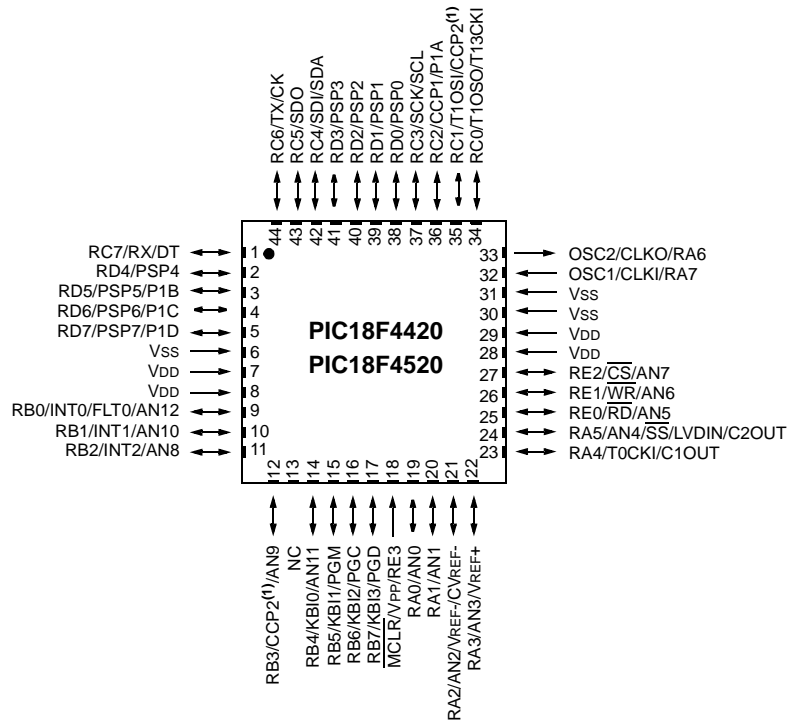 RC6/TX/CK
RC5/SDO
RC4/SDI/SDA
RD3/PSP3
RD2/PSP2
RD1/PSP1
RD0/PSP0
RC3/SCK/SCL
RC2/CCP1/P1A
RC1/T1OSI/CCP2(1)
RC0/T1OSO/T13CKI
44
43
42
41
40
39
38
37
36
35
34
RC7/RX/DT 1
RD4/PSP4 2
RD5/PSP5/P1B 3
RD6/PSP6/P1C 4
RD7/PSP7/P1D 5
VSS 6
VDD 7
VDD 8
RB0/INT0/FLT0/AN12 9
RB1/INT1/AN10 10
RB2/INT2/AN8 11
PIC18F4420
PIC18F4520
33 OSC2/CLKO/RA6
32 OSC1/CLKI/RA7
31 VSS
30 VSS
29 VDD
28 VDD
27 RE2/CS/AN7
26 RE1/WR/AN6
25 RE0/RD/AN5
24 RA5/AN4/SS/LVDIN/C2OUT
23 RA4/T0CKI/C1OUT
12
13
14
15
16
17
18
19
20
21
22
RB3/CCP2(1)/AN9
NC
RB4/KBI0/AN11
RB5/KBI1/PGM
RB6/KBI2/PGC
RB7/KBI3/PGD
MCLR/VPP/RE3
RA0/AN0
RA1/AN1
RA2/AN2/VREF-/CVREF-
RA3/AN3/VREF+